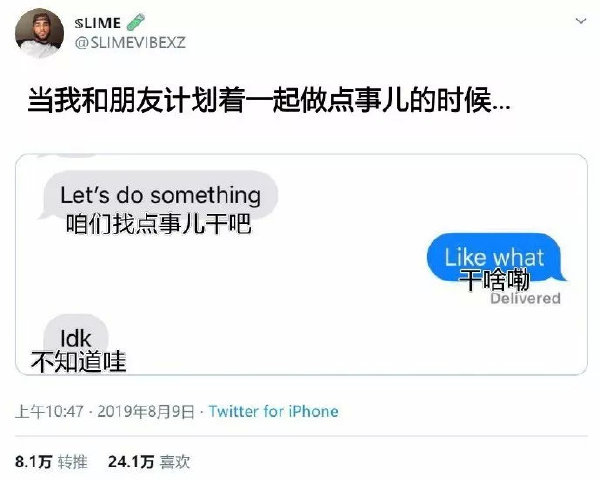 SLIME
@SLIMEVIBEXZ
当我和朋友计划着一起做点事儿的时候...
Let's do something
咱们找点事儿干吧
Like what
干啥嘞
Delivered
Idk
不知道哇
上午10:47 · 2019年8月9日 · Twitter for iPhone
8.1万 转推 24.1万 喜欢